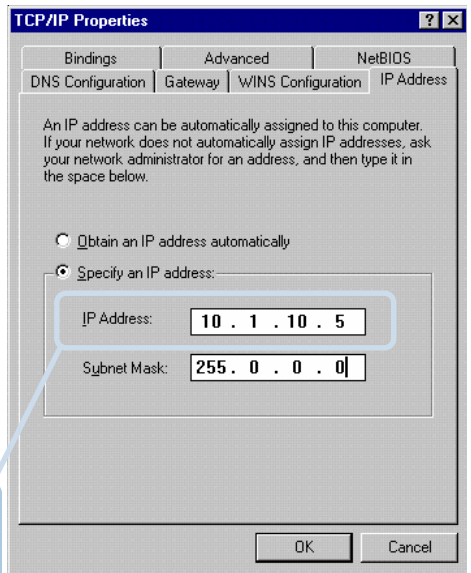 TCP/IP Properties
Bindings Advanced NetBIOS
DNS Configuration Gateway WINS Configuration IP Address
An IP address can be automatically assigned to this computer.
If your network does not automatically assign IP addresses, ask
your network administrator for an address, and then type it in
the space below.
Obtain an IP address automatically
Specify an IP address:
IP Address: 10 . 1 . 10 . 5
Subnet Mask: 255 . 0 . 0 . 0
OK Cancel